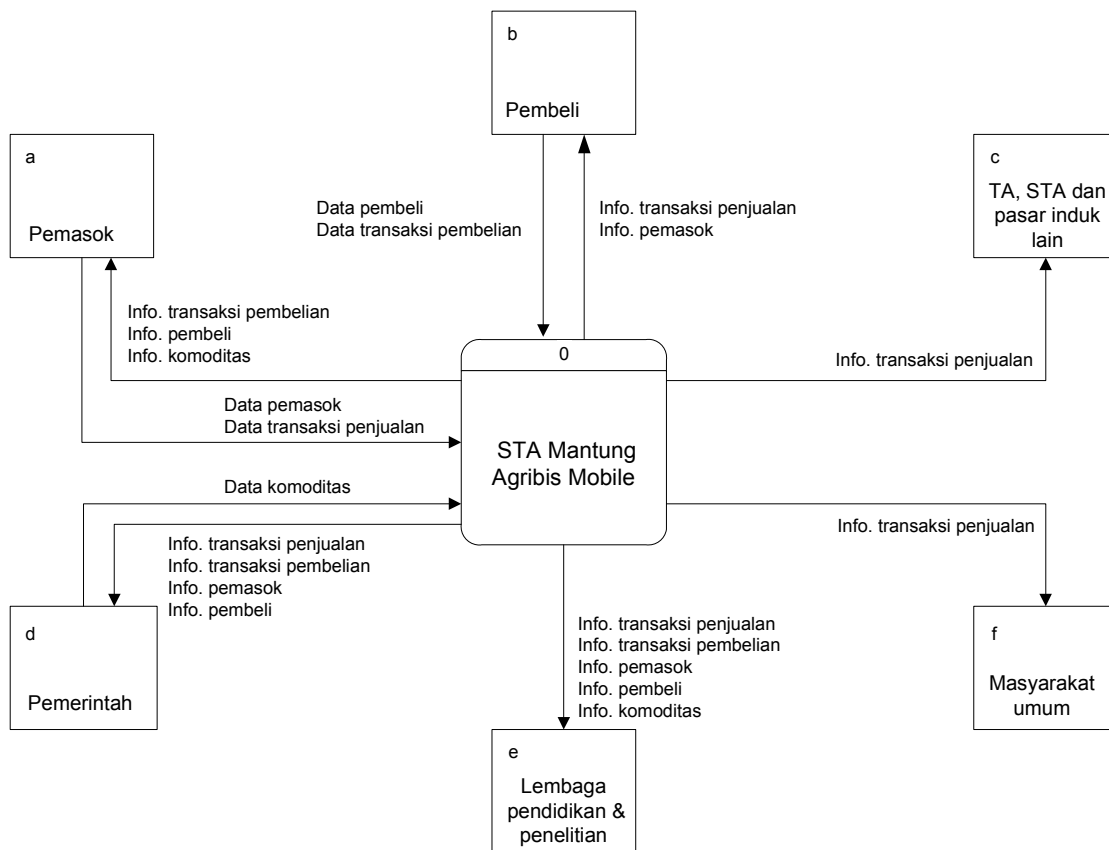 b
Pembeli
a
Pemasok
c
TA, STA dan
pasar induk
lain
Data pembeli
Data transaksi pembelian
Info. transaksi penjualan
Info. pemasok
Info. transaksi pembelian
Info. pembeli
Info. komoditas
0
STA Mantung
Agribis Mobile
Info. transaksi penjualan
Data pemasok
Data transaksi penjualan
Data komoditas
Info. transaksi penjualan
Info. transaksi pembelian
Info. pemasok
Info. pembeli
Info. transaksi penjualan
d
Pemerintah
Info. transaksi penjualan
Info. transaksi pembelian
Info. pemasok
Info. pembeli
Info. komoditas
f
Masyarakat
umum
e
Lembaga
pendidikan &
penelitian